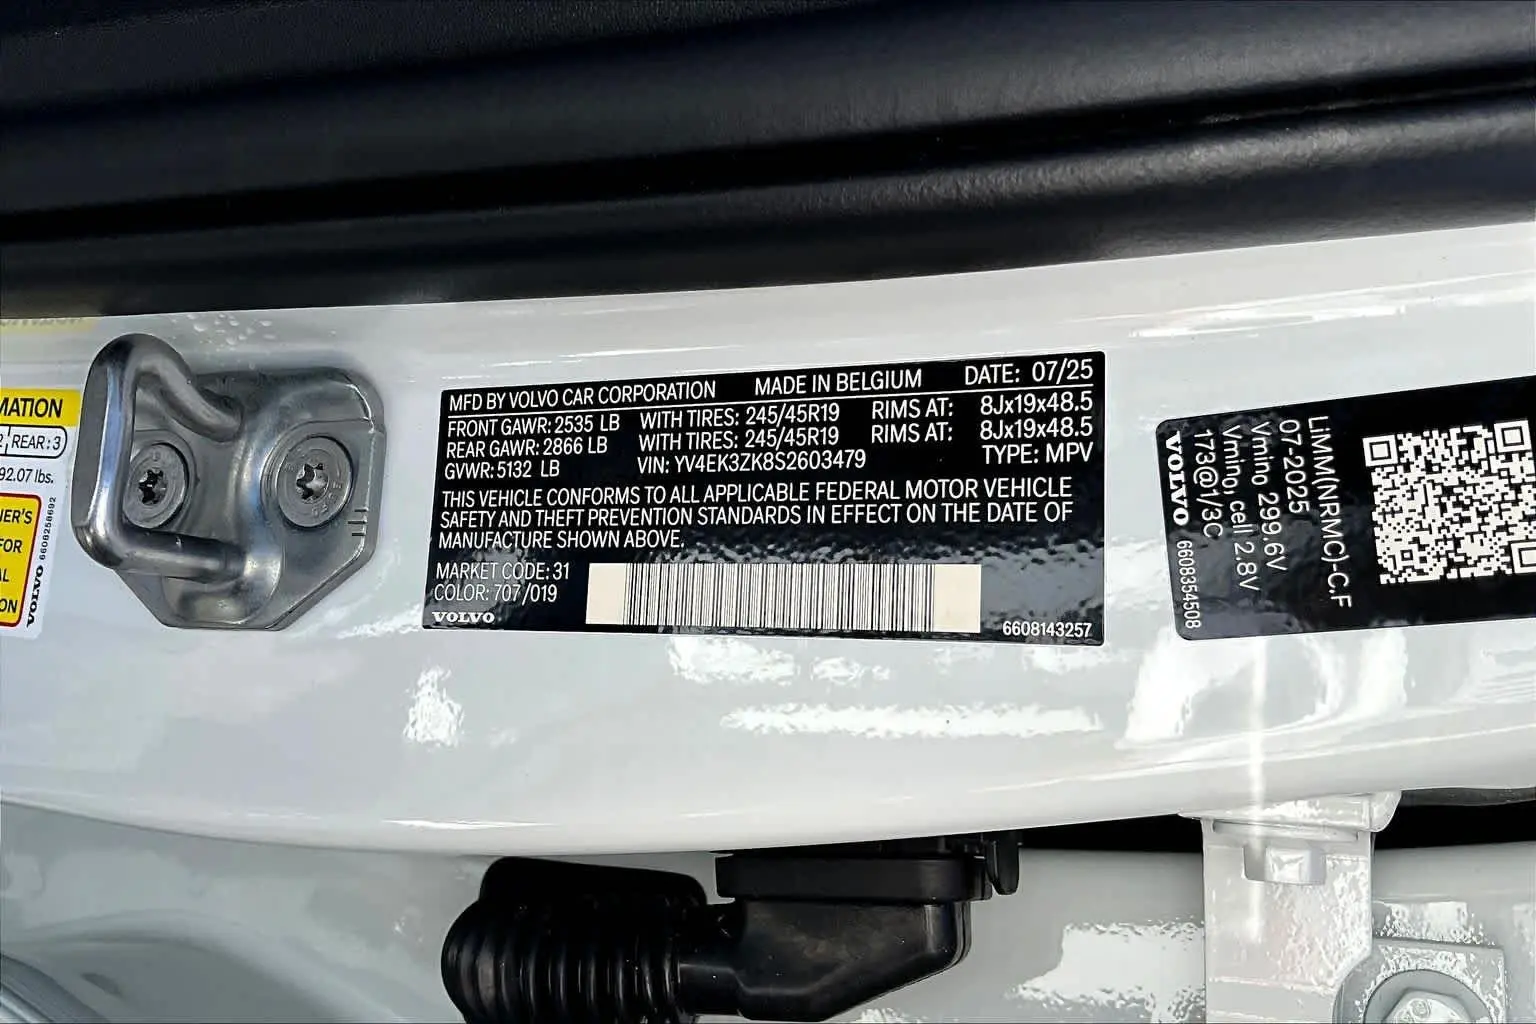 MATION
REAR: 3
92.07 lbs.
NER'S
FOR
AL
ON
VOLVO 6608258692
MFD BY VOLVO CAR CORPORATION MADE IN BELGIUM DATE: 07/25
FRONT GAWR: 2535 LB WITH TIRES: 245/45R19 RIMS AT: 8Jx19x48.5
REAR GAWR: 2866 LB WITH TIRES: 245/45R19 RIMS AT: 8Jx19x48.5
GVWR: 5132 LB VIN: YV4EK3ZK8S2603479 TYPE: MPV
THIS VEHICLE CONFORMS TO ALL APPLICABLE FEDERAL MOTOR VEHICLE
SAFETY AND THEFT PREVENTION STANDARDS IN EFFECT ON THE DATE OF
MANUFACTURE SHOWN ABOVE.
MARKET CODE: 31
COLOR: 707/019
VOLVO
6608143257
LiMM(NRMC)-C.F
07-2025
Vmino 299.6V
Vmino, cell 2.8V
173@1/3C
VOLVO 6608354508